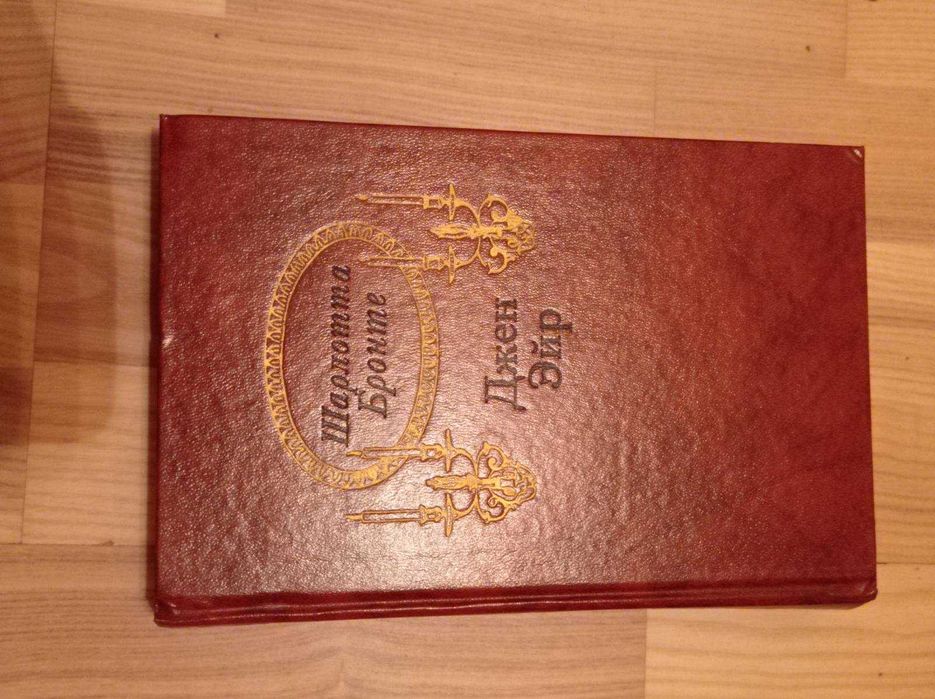 Шарлотта
Бронте
Джен
Эйр